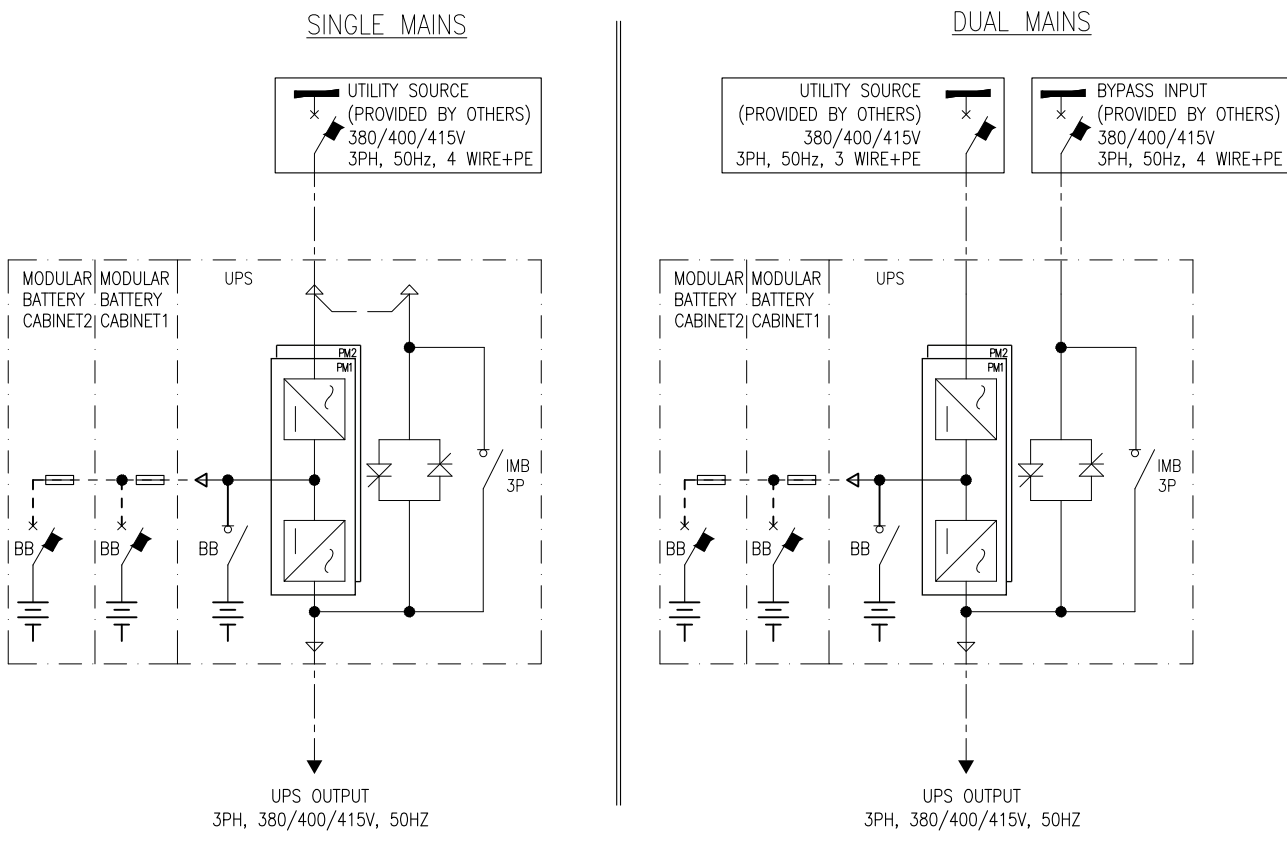 SINGLE MAINS
UTILITY SOURCE
(PROVIDED BY OTHERS)
380/400/415V
3PH, 50Hz, 4 WIRE+PE
MODULAR
BATTERY
CABINET2
MODULAR
BATTERY
CABINET1
UPS
PM2
PM1
IMB
3P
BB
BB
BB
UPS OUTPUT
3PH, 380/400/415V, 50HZ
DUAL MAINS
UTILITY SOURCE
(PROVIDED BY OTHERS)
380/400/415V
3PH, 50Hz, 3 WIRE+PE
BYPASS INPUT
(PROVIDED BY OTHERS)
380/400/415V
3PH, 50Hz, 4 WIRE+PE
MODULAR
BATTERY
CABINET2
MODULAR
BATTERY
CABINET1
UPS
PM2
PM1
IMB
3P
BB
BB
BB
UPS OUTPUT
3PH, 380/400/415V, 50HZ